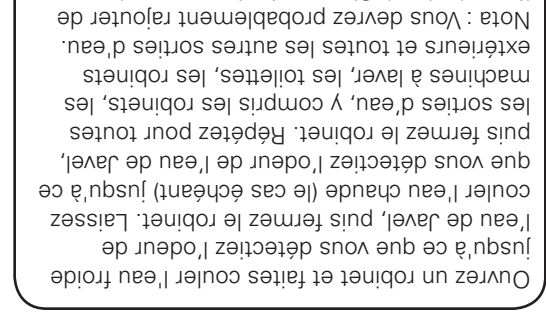 Ouvrez un robinet et faites couler l'eau froide
jusqu'à ce que vous détectiez l'odeur de
l'eau de Javel, puis fermez le robinet. Laissez
couler l'eau chaude (le cas échéant) jusqu'à ce
que vous détectiez l'odeur de l'eau de Javel,
puis fermez le robinet. Répétez pour toutes
les sorties d'eau, y compris les robinets, les
machines à laver, les toilettes, les robinets
extérieurs et toutes les autres sorties d'eau.
Nota : Vous devrez probablement rajouter de